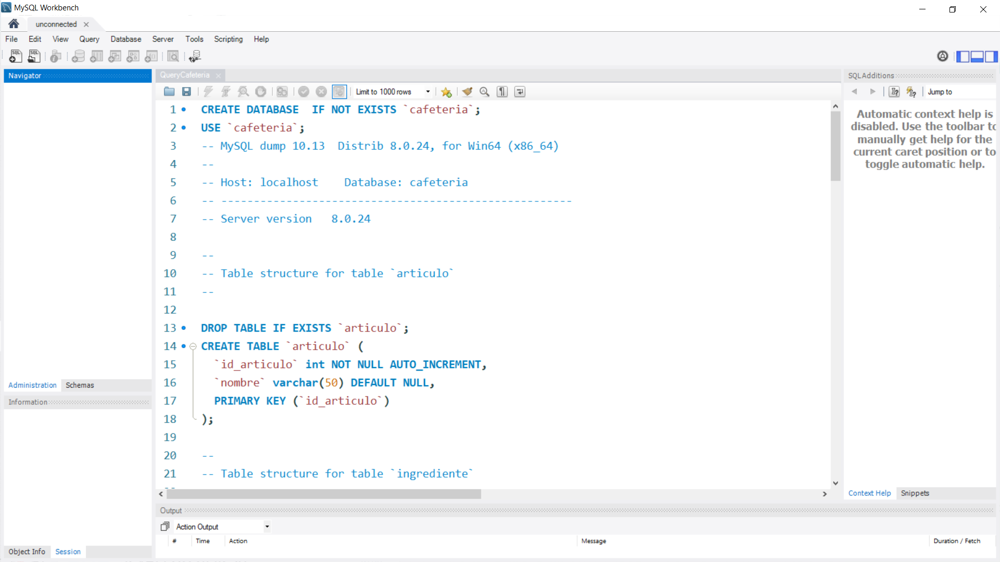 MySQL Workbench
unconnected
File Edit View Query Database Server Tools Scripting Help
Navigator
QueryCafeteria
SQLAdditions
Limit to 1000 rows
Jump to
1 CREATE DATABASE  IF NOT EXISTS `cafeteria`;
2 USE `cafeteria`;
3 -- MySQL dump 10.13  Distrib 8.0.24, for Win64 (x86_64)
4 --
5 -- Host: localhost    Database: cafeteria
6 -- ------------------------------------------------------
7 -- Server version	8.0.24
8
9 --
10 -- Table structure for table `articulo`
11 --
12
13 DROP TABLE IF EXISTS `articulo`;
14 CREATE TABLE `articulo` (
15 `id_articulo` int NOT NULL AUTO_INCREMENT,
16 `nombre` varchar(50) DEFAULT NULL,
17 PRIMARY KEY (`id_articulo`)
18 );
19
20 --
21 -- Table structure for table `ingrediente`
Automatic context help is
disabled. Use the toolbar to
manually get help for the
current caret position or to
toggle automatic help.
Administration Schemas
Information
Context Help Snippets
Output
Action Output
# Time Action Message Duration / Fetch
Object Info Session